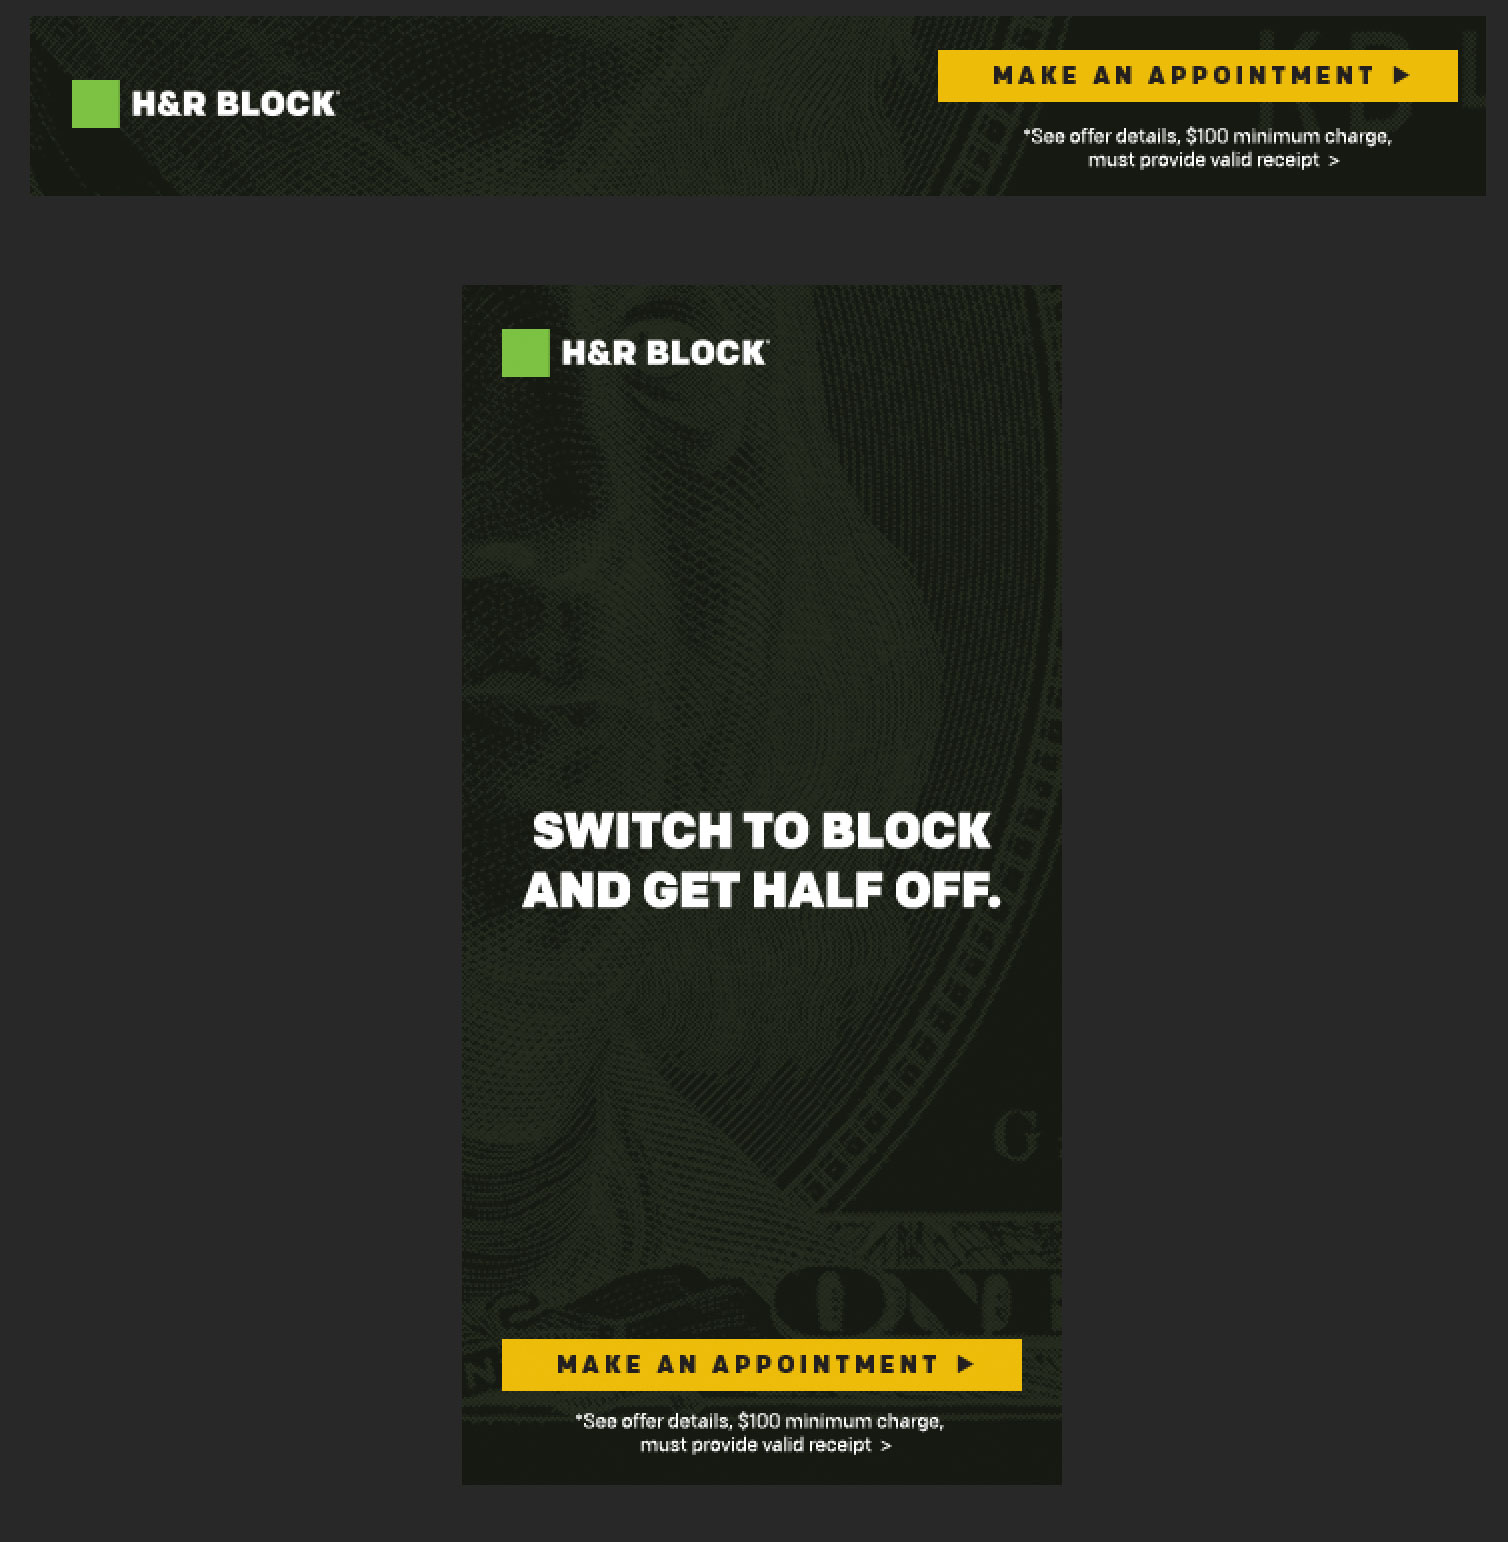 H&R BLOCK
MAKE AN APPOINTMENT ▶
*See offer details, $100 minimum charge,
must provide valid receipt >
H&R BLOCK
SWITCH TO BLOCK
AND GET HALF OFF.
G
ONE
MAKE AN APPOINTMENT ▶
*See offer details, $100 minimum charge,
must provide valid receipt >